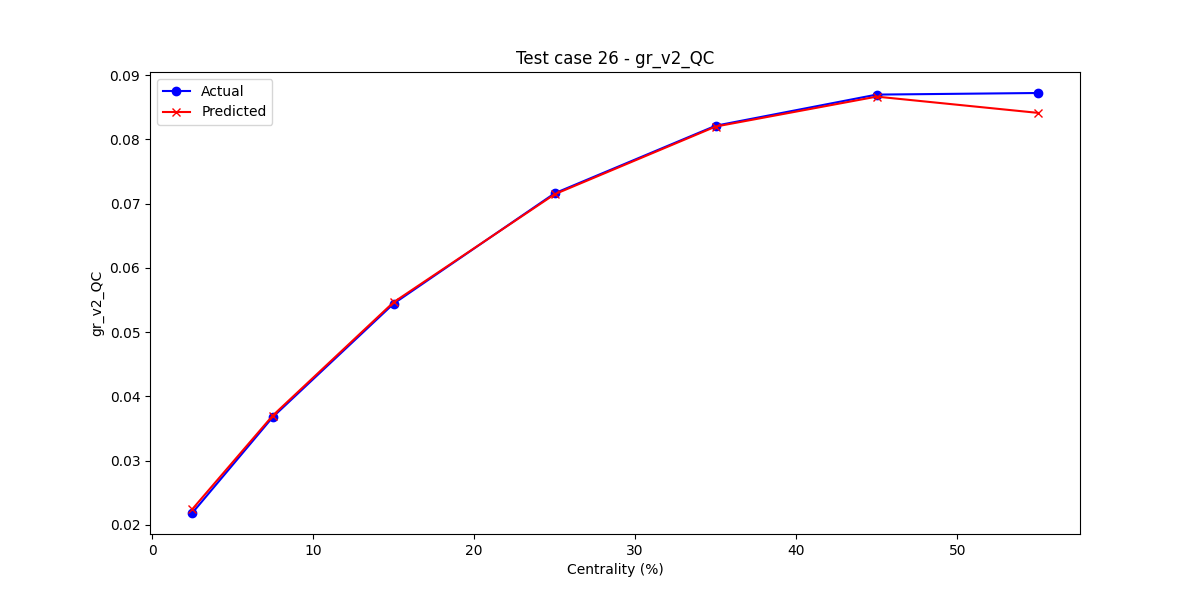 Test case 26 - gr_v2_QC
Actual
Predicted
0.09
0.08
0.07
0.06
0.05
0.04
0.03
0.02
gr_v2_QC
0 10 20 30 40 50
Centrality (%)